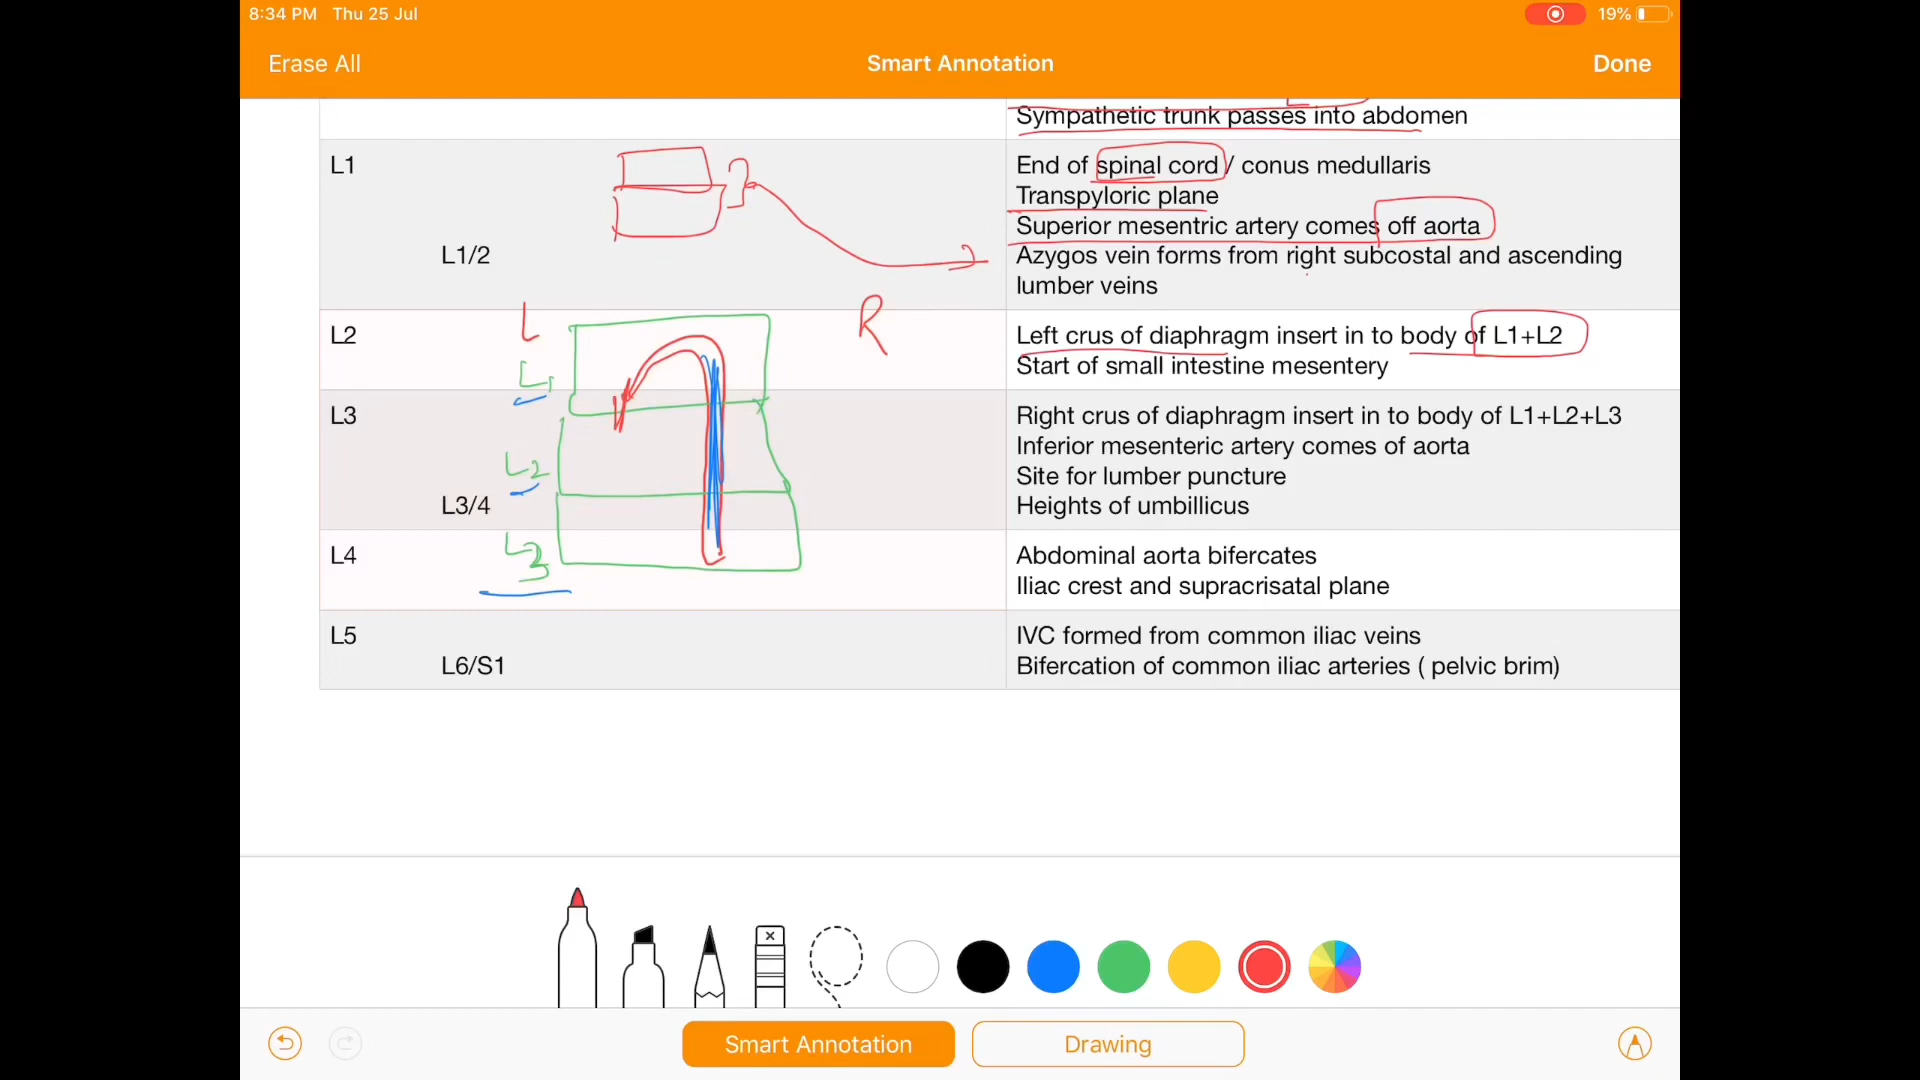 8:34 PM Thu 25 Jul
19%
Erase All
Smart Annotation
Done
Sympathetic trunk passes into abdomen
L1
End of spinal cord / conus medullaris
Transpyloric plane
Superior mesentric artery comes off aorta
L1/2
Azygos vein forms from right subcostal and ascending
lumber veins
L
R
L2
Left crus of diaphragm insert in to body of L1+L2
Start of small intestine mesentery
L1
L3
Right crus of diaphragm insert in to body of L1+L2+L3
Inferior mesenteric artery comes of aorta
L2
Site for lumber puncture
L3/4
Heights of umbillicus
L4
L3
Abdominal aorta bifercates
Iliac crest and supracrisatal plane
L5
IVC formed from common iliac veins
L6/S1
Bifercation of common iliac arteries ( pelvic brim)
Smart Annotation
Drawing